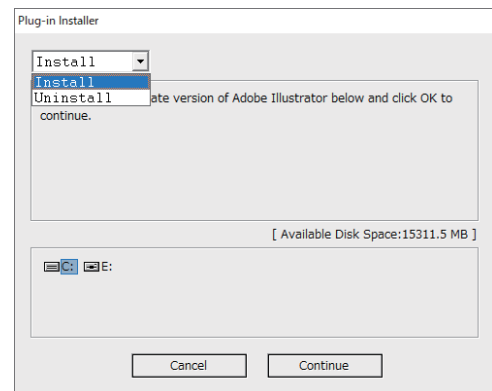 Plug-in Installer
Install
Install
Uninstall
ate version of Adobe Illustrator below and click OK to
continue.
[ Available Disk Space:15311.5 MB ]
C: E:
Cancel Continue